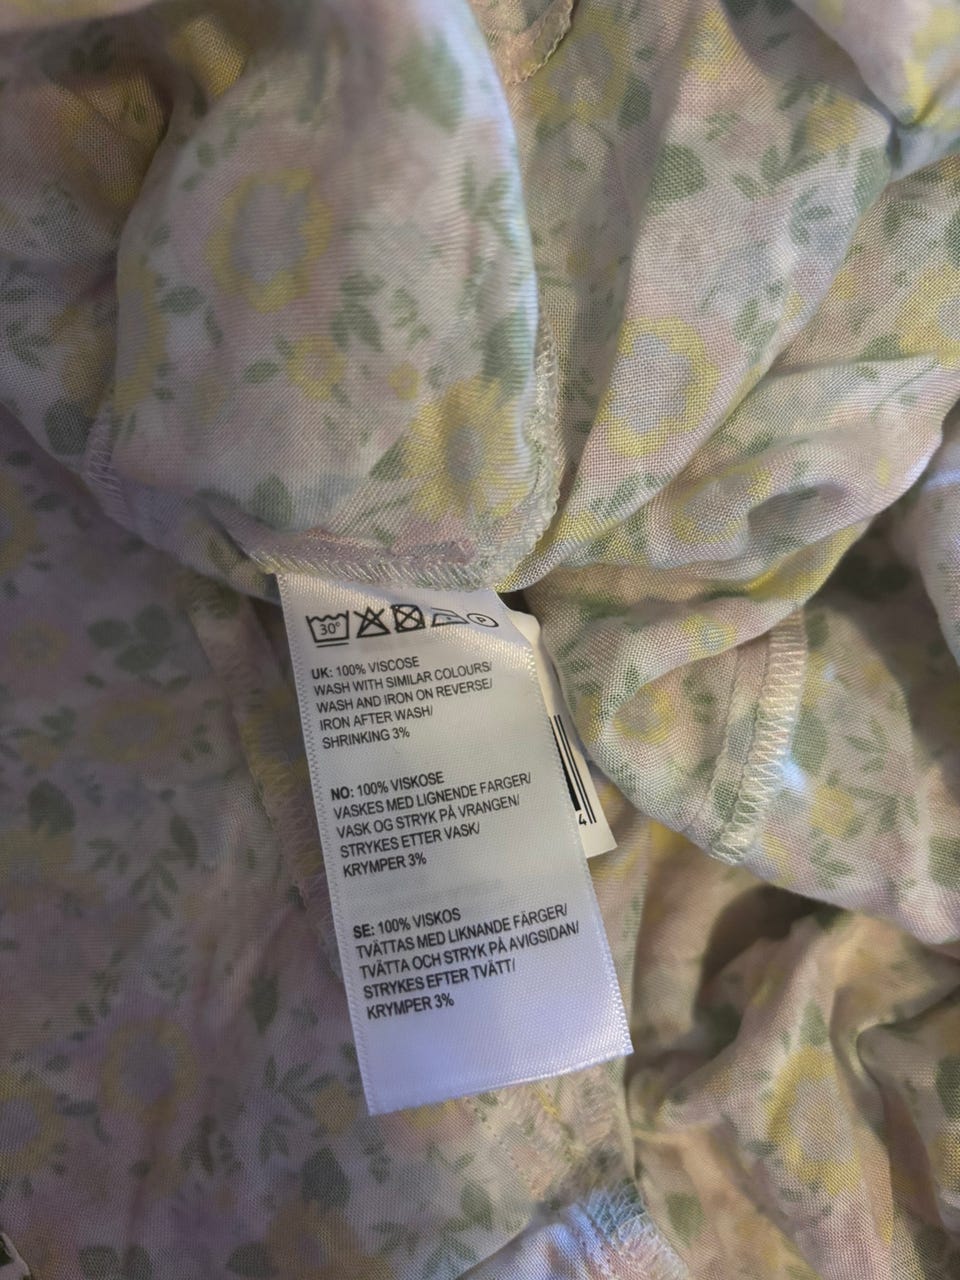 30°
P
UK: 100% VISCOSE
WASH WITH SIMILAR COLOURS/
WASH AND IRON ON REVERSE/
IRON AFTER WASH/
SHRINKING 3%
NO: 100% VISKOSE
VASKES MED LIGNENDE FARGER/
VASK OG STRYK PÅ VRANGEN/
STRYKES ETTER VASK/
KRYMPER 3%
SE: 100% VISKOS
TVÄTTAS MED LIKNANDE FÄRGER/
TVÄTTA OCH STRYK PÅ AVIGSIDAN/
STRYKES EFTER TVÄTT/
KRYMPER 3%
4